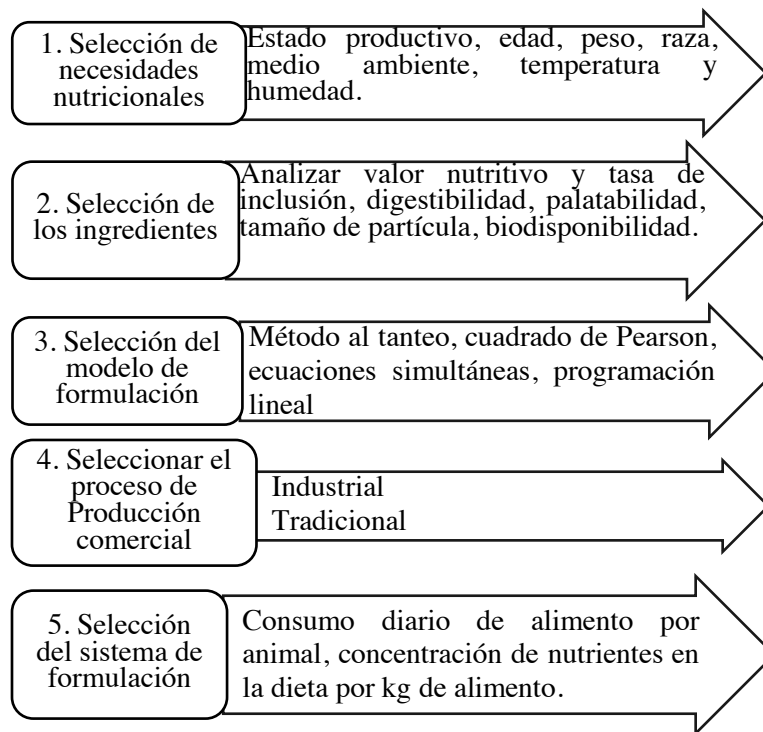 1. Selección de
necesidades
nutricionales
Estado productivo, edad, peso, raza,
medio ambiente, temperatura y
humedad.
2. Selección de
los ingredientes
Analizar valor nutritivo y tasa de
inclusión, digestibilidad, palatabilidad,
tamaño de partícula, biodisponibilidad.
3. Selección del
modelo de
formulación
Método al tanteo, cuadrado de Pearson,
ecuaciones simultáneas, programación
lineal
4. Seleccionar el
proceso de
Producción
comercial
Industrial
Tradicional
5. Selección
del sistema de
formulación
Consumo diario de alimento por
animal, concentración de nutrientes en
la dieta por kg de alimento.